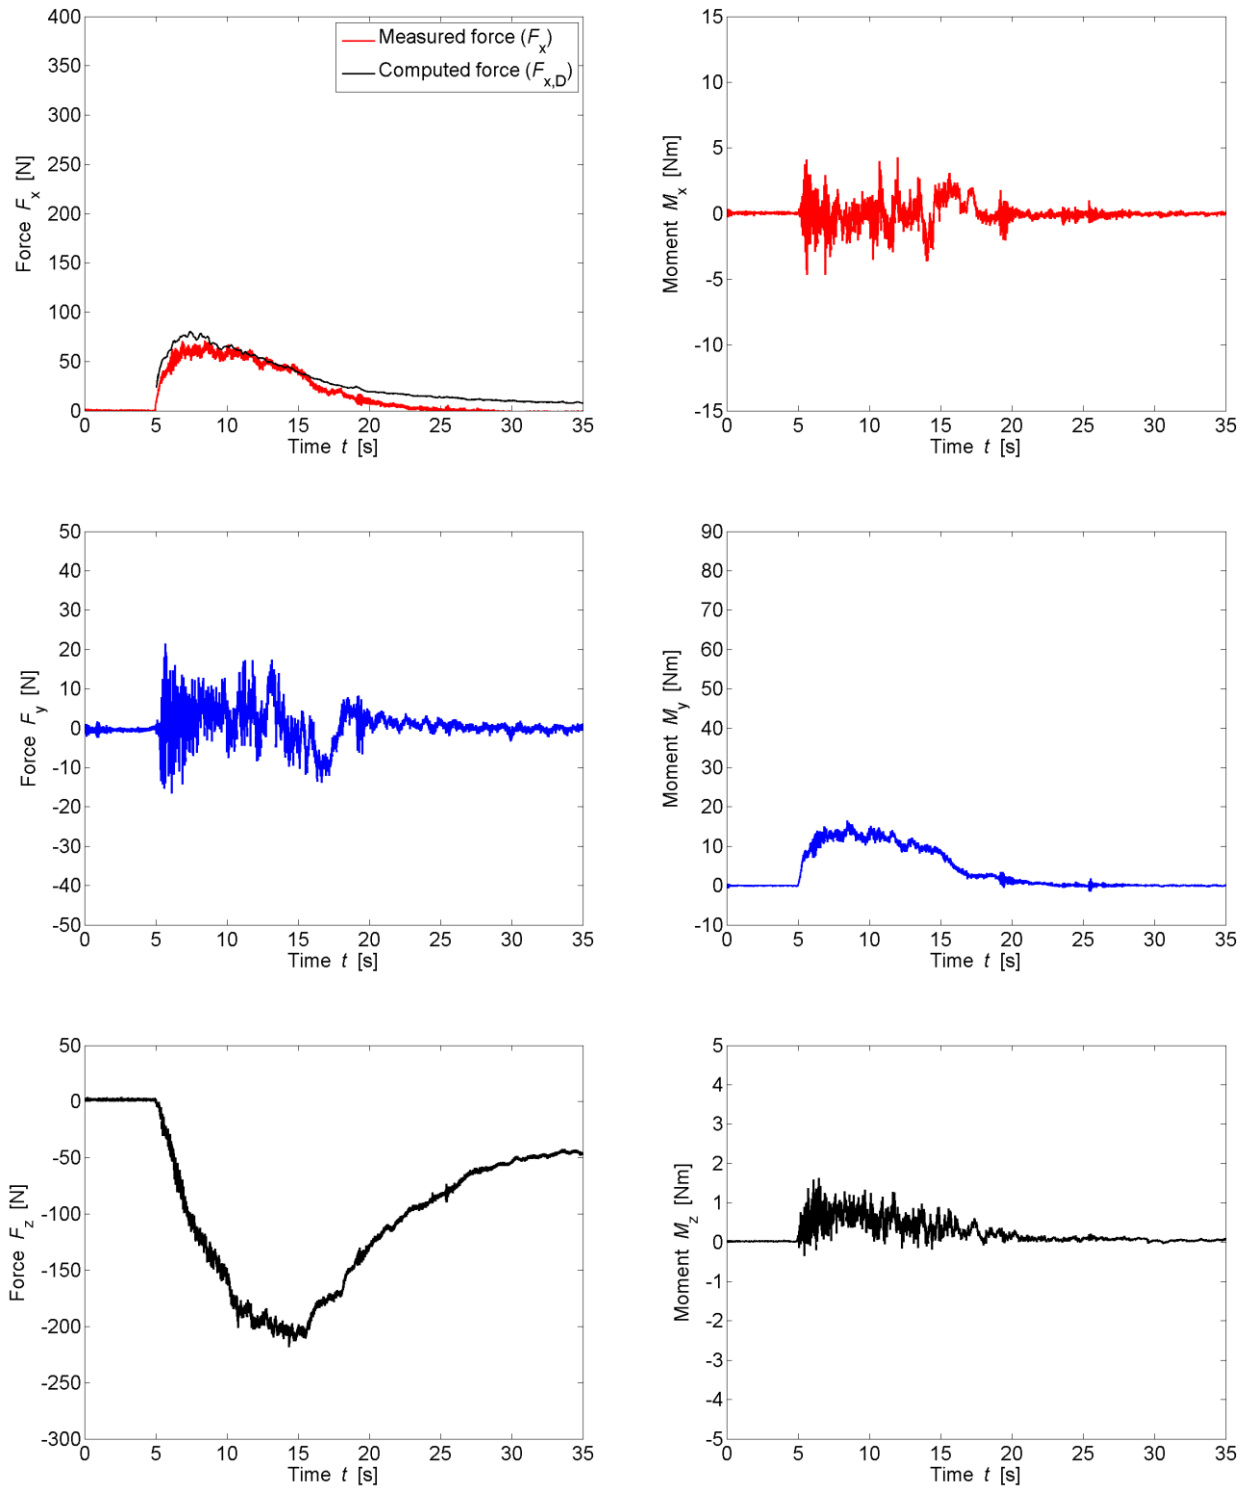 400
350
300
250
200
150
100
50
0
Force F_x [N]
Measured force (F_x)
Computed force (F_x,D)
0 5 10 15 20 25 30 35
Time t [s]
15
10
5
0
-5
-10
-15
Moment M_x [Nm]
0 5 10 15 20 25 30 35
Time t [s]
50
40
30
20
10
0
-10
-20
-30
-40
-50
Force F_y [N]
0 5 10 15 20 25 30 35
Time t [s]
90
80
70
60
50
40
30
20
10
0
-10
Moment M_y [Nm]
0 5 10 15 20 25 30 35
Time t [s]
50
0
-50
-100
-150
-200
-250
-300
Force F_z [N]
0 5 10 15 20 25 30 35
Time t [s]
5
4
3
2
1
0
-1
-2
-3
-4
-5
Moment M_z [Nm]
0 5 10 15 20 25 30 35
Time t [s]